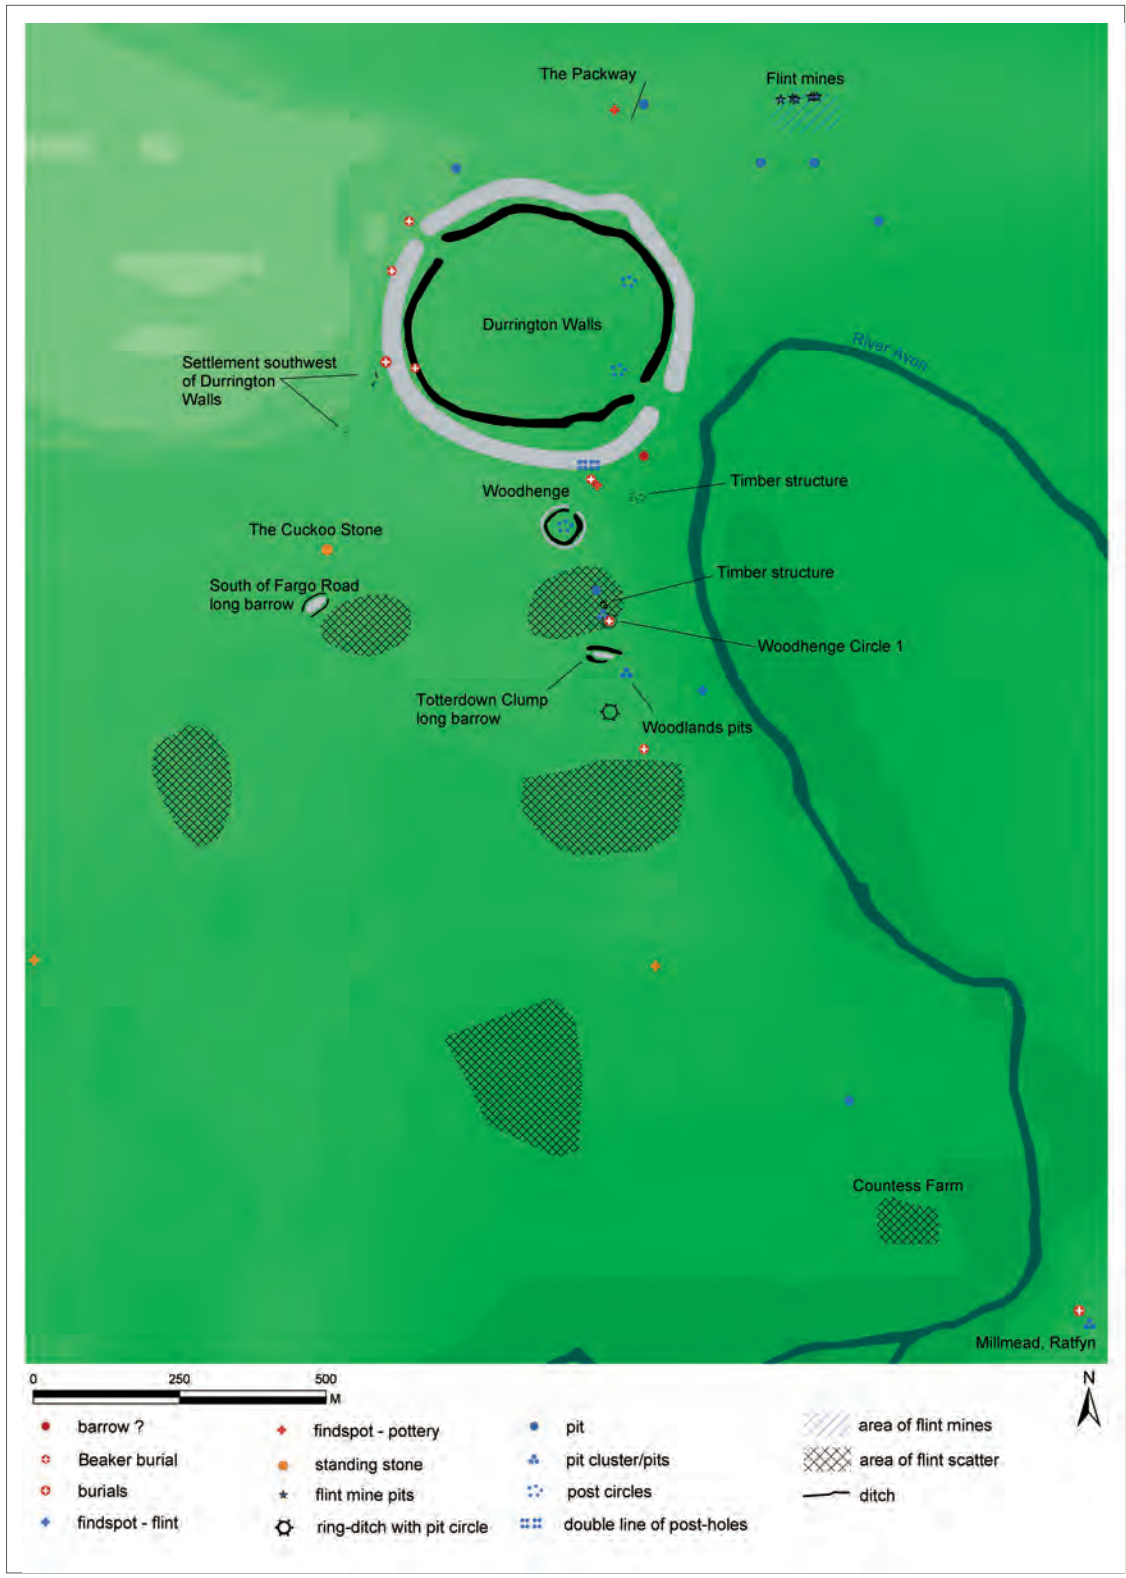 The Packway
Flint mines
Durrington Walls
River Avon
Settlement southwest
of Durrington
Walls
Woodhenge
Timber structure
The Cuckoo Stone
Timber structure
South of Fargo Road
long barrow
Woodhenge Circle 1
Totterdown Clump
long barrow
Woodlands pits
Countess Farm
Millmead, Ratfyn
0 250 500
M
N
barrow ?
Beaker burial
burials
findspot - flint
findspot - pottery
standing stone
flint mine pits
ring-ditch with pit circle
pit
pit cluster/pits
post circles
double line of post-holes
area of flint mines
area of flint scatter
ditch